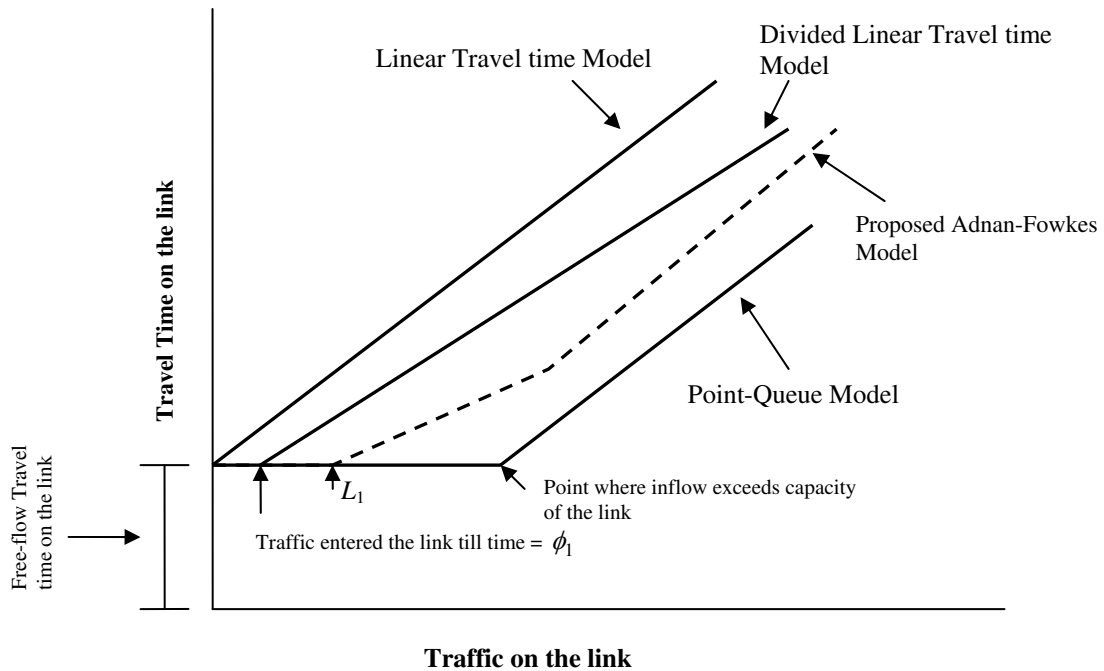 Divided Linear Travel time
Model
Linear Travel time Model
Proposed Adnan-Fowkes
Model
Point-Queue Model
Travel Time on the link
Free-flow Travel
time on the link
L₁
Point where inflow exceeds capacity
of the link
Traffic entered the link till time = ϕ₁
Traffic on the link